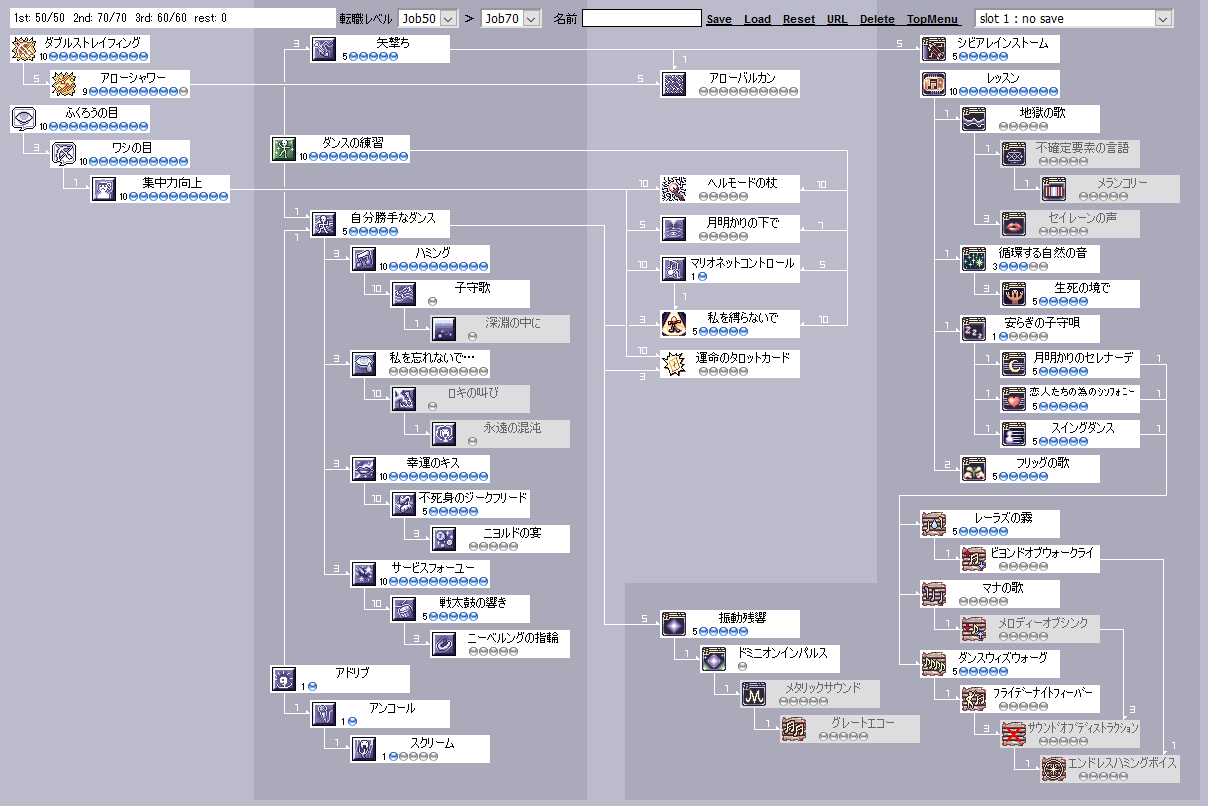 1st: 50/50 2nd: 70/70 3rd: 60/60 rest: 0 転職レベル Job50 > Job70 名前 Save Load Reset URL Delete TopMenu slot 1 : no save
ダブルストレイフィング
10
5
アローシャワー
9
ふくろうの目
10
3
ワシの目
10
1
集中力向上
10
3
矢撃ち
5
ダンスの練習
10
1
1
自分勝手なダンス
5
3
ハミング
10
10
子守歌
1
深淵の中に
3
私を忘れないで…
10
ロキの叫び
1
永遠の混沌
3
幸運のキス
10
10
不死身のジークフリード
5
3
ニヨルドの宴
3
サービスフォーユー
10
10
戦太鼓の響き
5
3
ニーベルングの指輪
アドリブ
1
1
アンコール
1
1
スクリーム
1
1
5
アローバルカン
10
ヘルモードの杖
10
5
月明かりの下で
7
10
マリオネットコントロール
1
5
1
3
私を縛らないで
5
10
10
運命のタロットカード
3
5
振動残響
5
1
ドミニオンインパルス
1
メタリックサウンド
1
グレートエコー
5
シビアレインストーム
5
レッスン
10
1
地獄の歌
1
不確定要素の言語
1
メランコリー
3
セイレーンの声
1
循環する自然の音
3
3
生死の境で
5
1
安らぎの子守唄
1
1
月明かりのセレナーデ
5
1
1
恋人たちの為のシンフォニー
5
1
1
スイングダンス
5
1
2
フリッグの歌
5
レーラズの霧
5
1
ビヨンドオブウォークライ
マナの歌
1
メロディーオブシンク
ダンスウィズウォーグ
5
1
フライデーナイトフィーバー
3
3
サウンドオブディストラクション
1
1
エンドレスハミングボイス